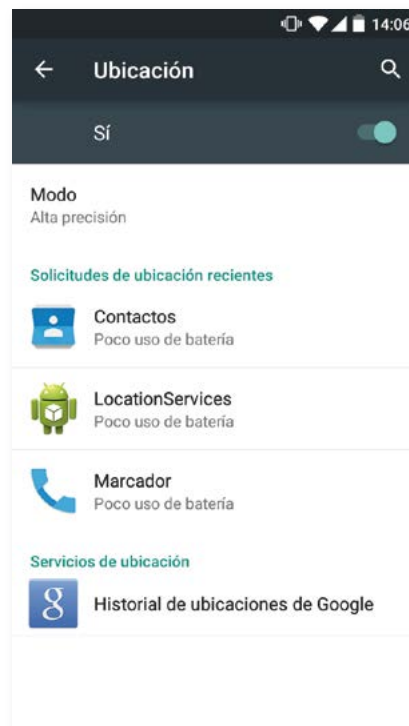 14:06
Ubicación
Sí
Modo
Alta precisión
Solicitudes de ubicación recientes
Contactos
Poco uso de batería
LocationServices
Poco uso de batería
Marcador
Poco uso de batería
Servicios de ubicación
g
Historial de ubicaciones de Google